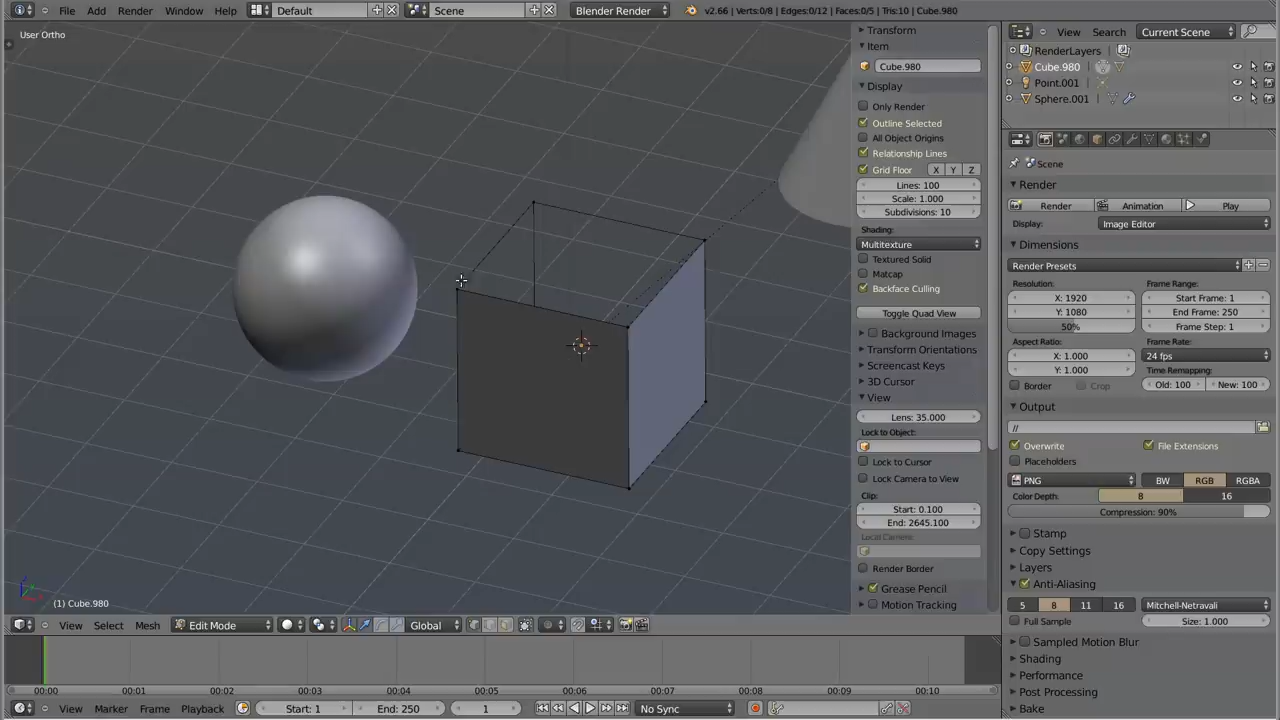 File Add Render Window Help Default Scene Blender Render v2.66 | Verts:0/8 | Edges:0/12 | Faces:0/5 | Tris:10 | Cube.980
User Ortho
(1) Cube.980
View Select Mesh Edit Mode Global
00:00 00:01 00:02 00:03 00:04 00:05 00:06 00:07 00:08 00:09 00:10
View Marker Frame Playback Start: 1 End: 250 1 No Sync
Transform
Item
Cube.980
Display
Only Render
Outline Selected
All Object Origins
Relationship Lines
Grid Floor X Y Z
Lines: 100
Scale: 1.000
Subdivisions: 10
Shading:
Multitexture
Textured Solid
Matcap
Backface Culling
Toggle Quad View
Background Images
Transform Orientations
Screencast Keys
3D Cursor
View
Lens: 35.000
Lock to Object:
Lock to Cursor
Lock Camera to View
Clip:
Start: 0.100
End: 2645.100
Local Camera:
Render Border
Grease Pencil
Motion Tracking
View Search Current Scene
RenderLayers
Cube.980
Point.001
Sphere.001
Scene
Render
Render Animation Play
Display: Image Editor
Dimensions
Render Presets
Resolution: Frame Range:
X: 1920 Start Frame: 1
Y: 1080 End Frame: 250
50% Frame Step: 1
Aspect Ratio: Frame Rate:
X: 1.000 24 fps
Y: 1.000 Time Remapping:
Border Crop Old: 100 New: 100
Output
//
Overwrite File Extensions
Placeholders
PNG BW RGB RGBA
Color Depth: 8 16
Compression: 90%
Stamp
Copy Settings
Layers
Anti-Aliasing
5 8 11 16 Mitchell-Netravali
Full Sample Size: 1.000
Sampled Motion Blur
Shading
Performance
Post Processing
Bake